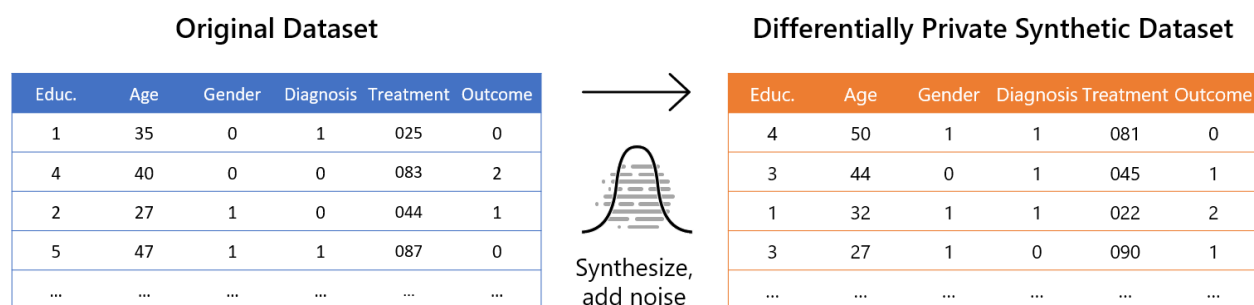 Original Dataset
Educ. Age Gender Diagnosis Treatment Outcome
1 35 0 1 025 0
4 40 0 0 083 2
2 27 1 0 044 1
5 47 1 1 087 0
... ... ... ... ... ...
Synthesize,
add noise
Differentially Private Synthetic Dataset
Educ. Age Gender Diagnosis Treatment Outcome
4 50 1 1 081 0
3 44 0 1 045 1
1 32 1 1 022 2
3 27 1 0 090 1
... ... ... ... ... ...